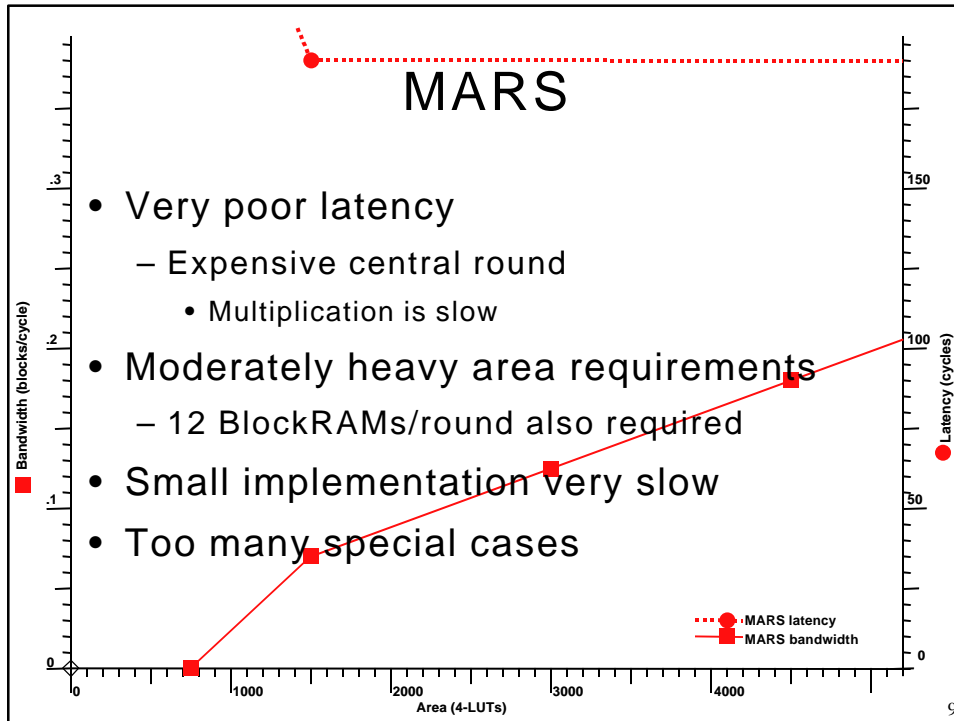 MARS
• Very poor latency
– Expensive central round
• Multiplication is slow
• Moderately heavy area requirements
– 12 BlockRAMs/round also required
• Small implementation very slow
• Too many special cases
Bandwidth (blocks/cycle)
.3
.2
.1
0
150
100
50
0
Latency (cycles)
MARS latency
MARS bandwidth
0
1000
2000
3000
4000
Area (4-LUTs)
9